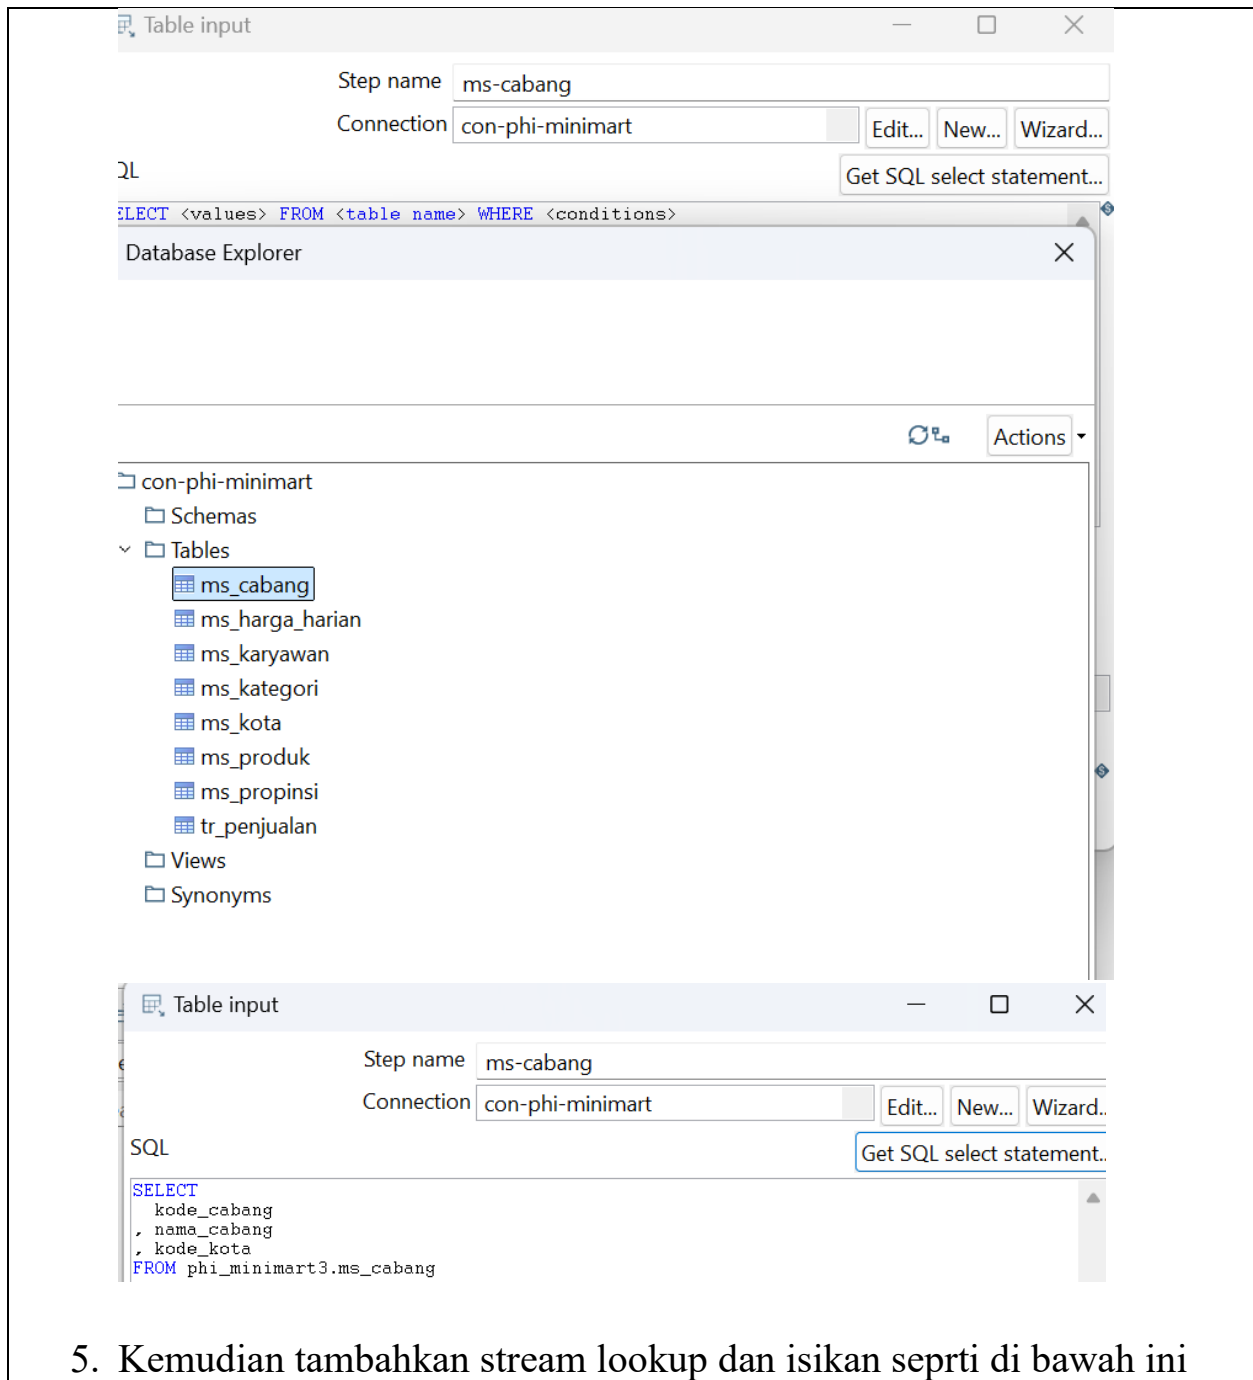 Table input
Step name ms-cabang
Connection con-phi-minimart Edit... New... Wizard...
QL Get SQL select statement...
ELECT <values> FROM <table name> WHERE <conditions>
Database Explorer
Actions
con-phi-minimart
Schemas
Tables
ms_cabang
ms_harga_harian
ms_karyawan
ms_kategori
ms_kota
ms_produk
ms_propinsi
tr_penjualan
Views
Synonyms
Table input
Step name ms-cabang
Connection con-phi-minimart Edit... New... Wizard..
SQL Get SQL select statement..
SELECT
kode_cabang
, nama_cabang
, kode_kota
FROM phi_minimart3.ms_cabang
5. Kemudian tambahkan stream lookup dan isikan seprti di bawah ini